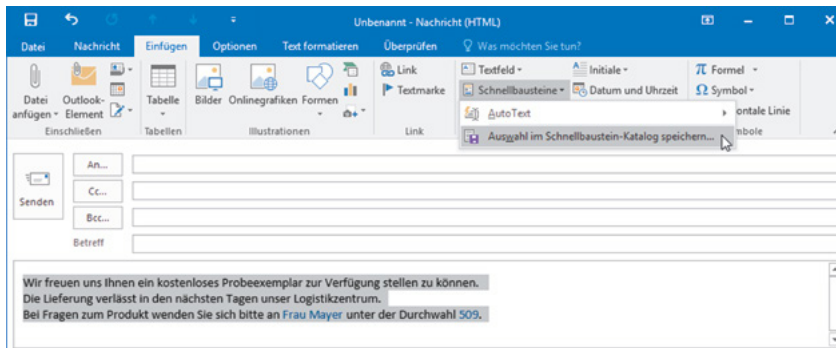 Unbenannt - Nachricht (HTML)
Datei Nachricht Einfügen Optionen Text formatieren Überprüfen Was möchten Sie tun?
Datei anfügen
Outlook-Element
Tabelle
Bilder Onlinegrafiken Formen
Link
Textmarke
Textfeld Initiale
Schnellbausteine Datum und Uhrzeit
Formel
Symbol
ontale Linie
Einschließen Tabellen Illustrationen Link mbole
AutoText
Auswahl im Schnellbaustein-Katalog speichern...
Senden
An...
Cc...
Bcc...
Betreff
Wir freuen uns Ihnen ein kostenloses Probeexemplar zur Verfügung stellen zu können.
Die Lieferung verlässt in den nächsten Tagen unser Logistikzentrum.
Bei Fragen zum Produkt wenden Sie sich bitte an Frau Mayer unter der Durchwahl 509.